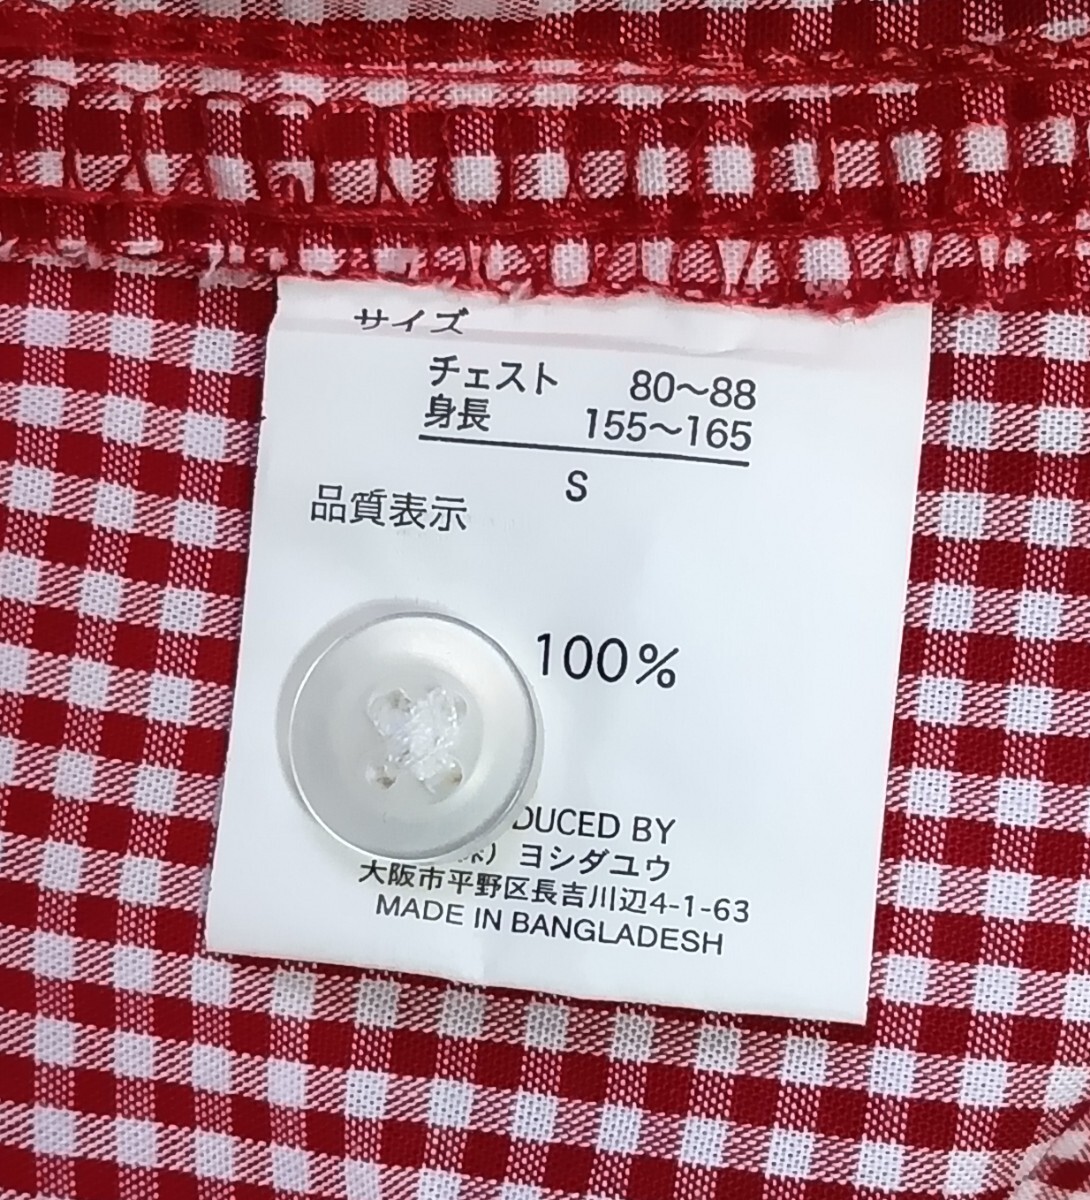 サイズ
チェスト 80〜88
身長 155〜165
S
品質表示
100%
DUCED BY
ヨシダユウ
大阪市平野区長吉川辺4-1-63
MADE IN BANGLADESH